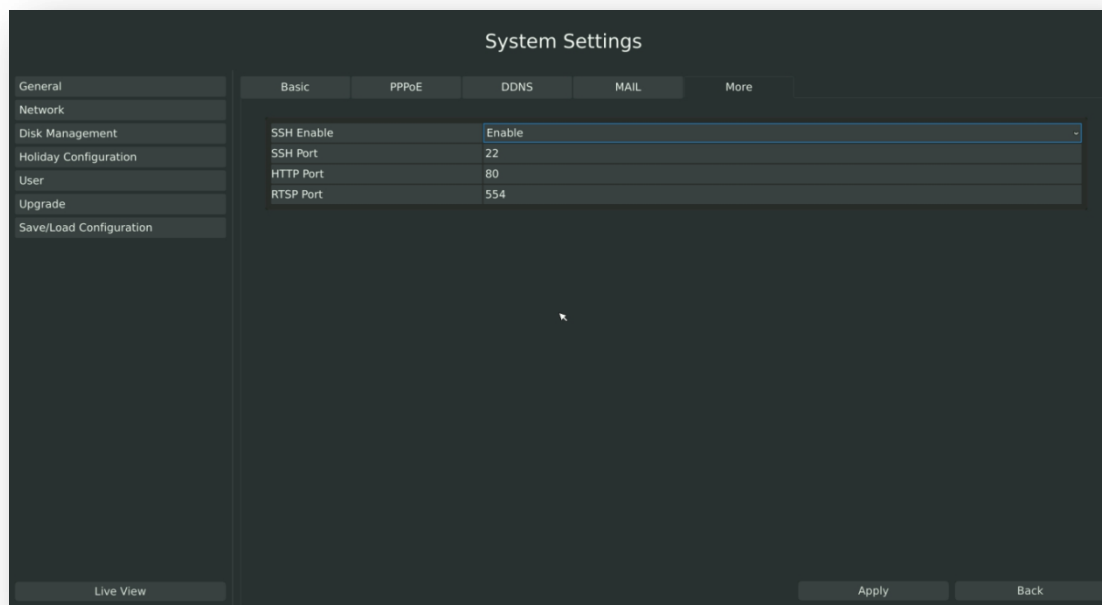 System Settings
General
Network
Disk Management
Holiday Configuration
User
Upgrade
Save/Load Configuration
Live View
Basic PPPoE DDNS MAIL More
SSH Enable Enable
SSH Port 22
HTTP Port 80
RTSP Port 554
Apply Back